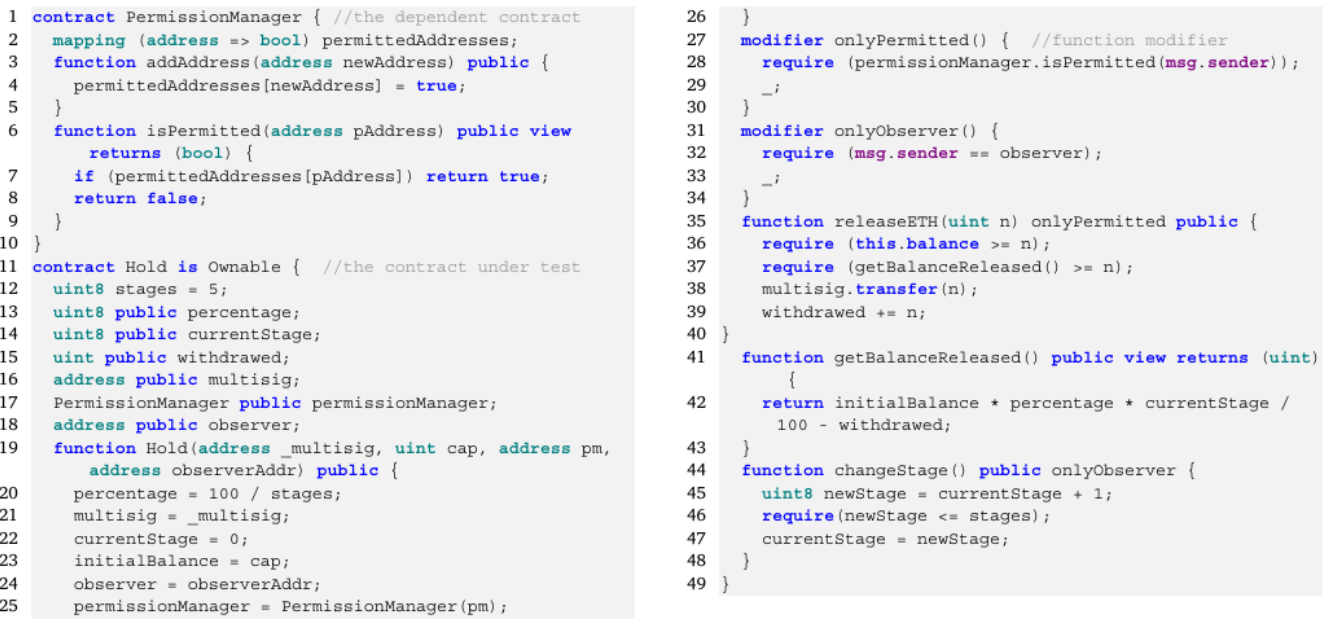 1 contract PermissionManager { //the dependent contract
2 mapping (address => bool) permittedAddresses;
3 function addAddress(address newAddress) public {
4 permittedAddresses[newAddress] = true;
5 }
6 function isPermitted(address pAddress) public view
returns (bool) {
7 if (permittedAddresses[pAddress]) return true;
8 return false;
9 }
10 }
11 contract Hold is Ownable { //the contract under test
12 uint8 stages = 5;
13 uint8 public percentage;
14 uint8 public currentStage;
15 uint public withdrawed;
16 address public multisig;
17 PermissionManager public permissionManager;
18 address public observer;
19 function Hold(address _multisig, uint cap, address pm,
address observerAddr) public {
20 percentage = 100 / stages;
21 multisig = _multisig;
22 currentStage = 0;
23 initialBalance = cap;
24 observer = observerAddr;
25 permissionManager = PermissionManager(pm);
26 }
27 modifier onlyPermitted() { //function modifier
28 require (permissionManager.isPermitted(msg.sender));
29 _;
30 }
31 modifier onlyObserver() {
32 require (msg.sender == observer);
33 _;
34 }
35 function releaseETH(uint n) onlyPermitted public {
36 require (this.balance >= n);
37 require (getBalanceReleased() >= n);
38 multisig.transfer(n);
39 withdrawed += n;
40 }
41 function getBalanceReleased() public view returns (uint)
{
42 return initialBalance * percentage * currentStage /
100 - withdrawed;
43 }
44 function changeStage() public onlyObserver {
45 uint8 newStage = currentStage + 1;
46 require(newStage <= stages);
47 currentStage = newStage;
48 }
49 }